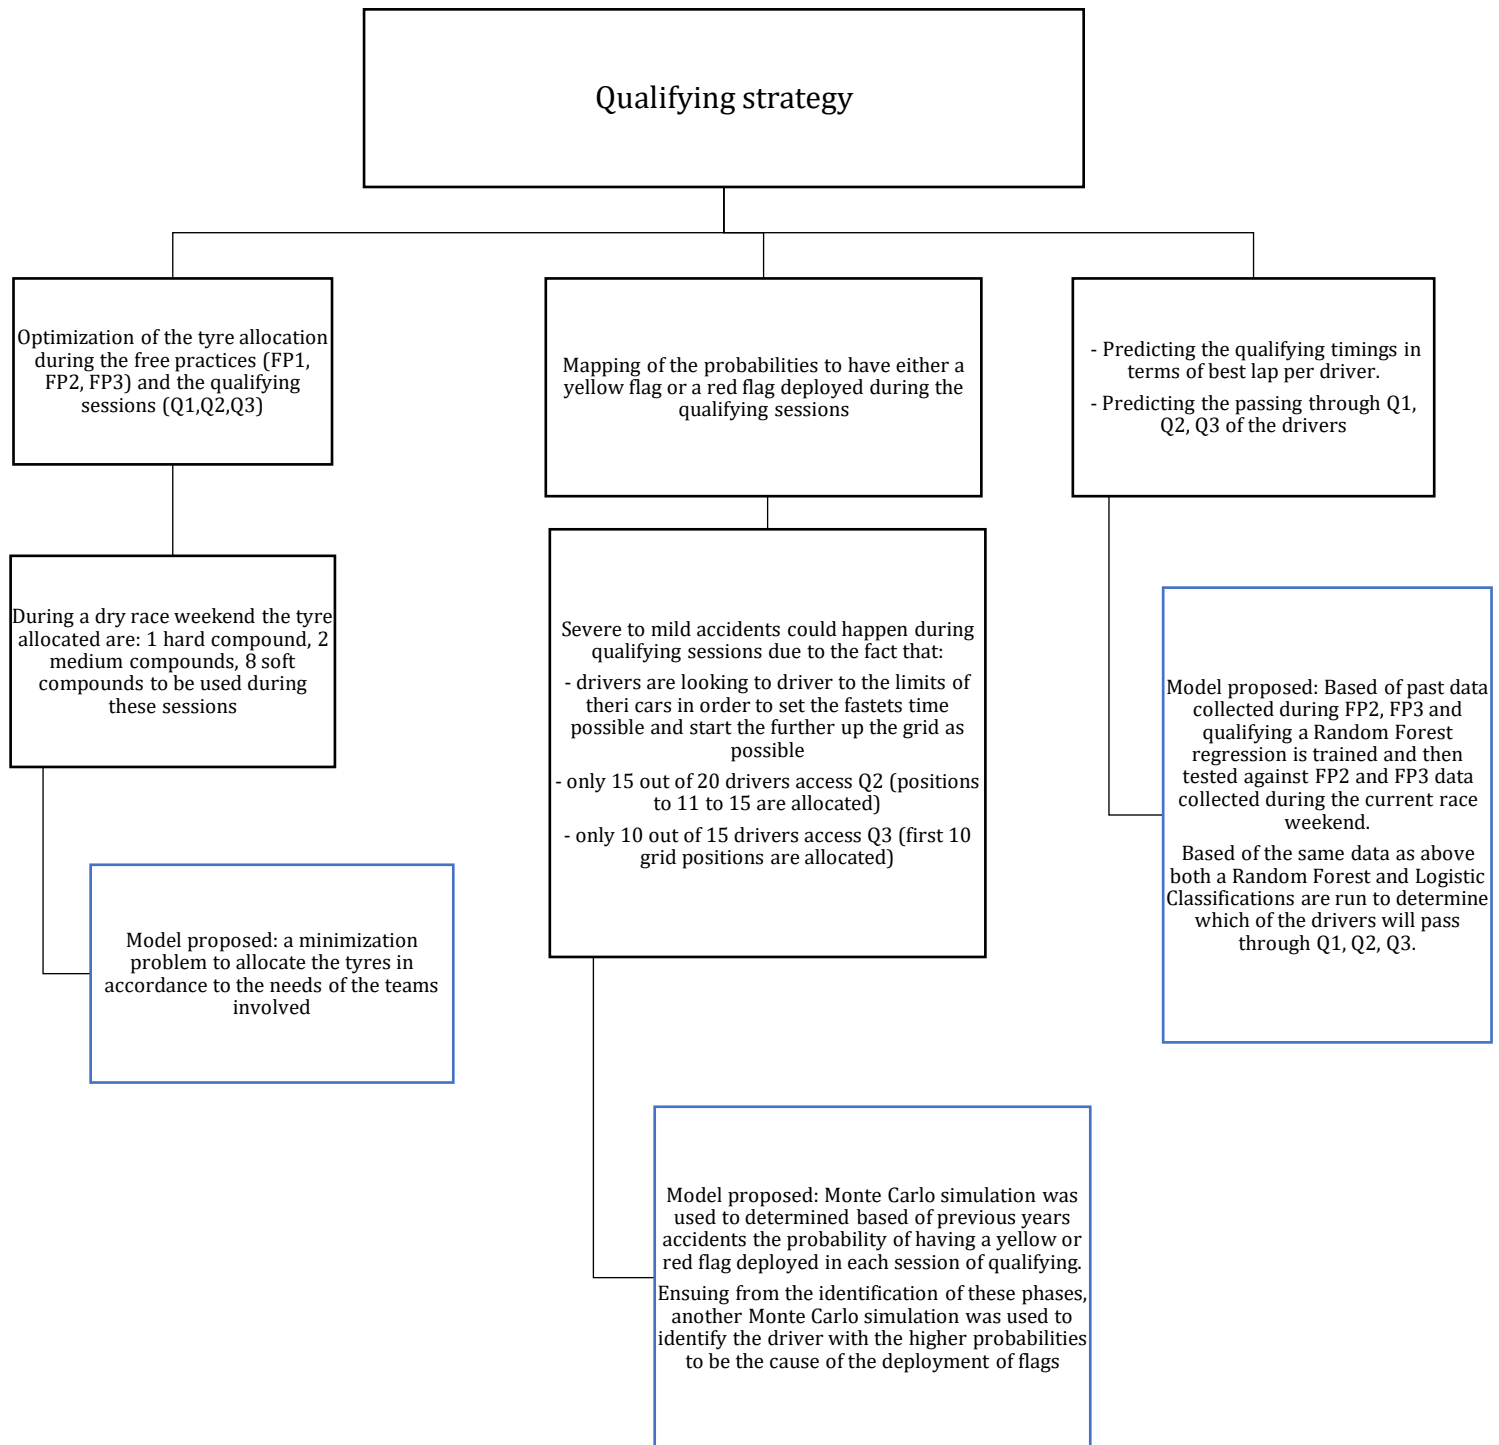 Qualifying strategy
Optimization of the tyre allocation
during the free practices (FP1,
FP2, FP3) and the qualifying
sessions (Q1,Q2,Q3)
During a dry race weekend the tyre
allocated are: 1 hard compound, 2
medium compounds, 8 soft
compounds to be used during
these sessions
Model proposed: a minimization
problem to allocate the tyres in
accordance to the needs of the teams
involved
Mapping of the probabilities to have either a
yellow flag or a red flag deployed during the
qualifying sessions
Severe to mild accidents could happen during
qualifying sessions due to the fact that:
- drivers are looking to driver to the limits of
theri cars in order to set the fastets time
possible and start the further up the grid as
possible
- only 15 out of 20 drivers access Q2 (positions
to 11 to 15 are allocated)
- only 10 out of 15 drivers access Q3 (first 10
grid positions are allocated)
Model proposed: Monte Carlo simulation was
used to determined based of previous years
accidents the probability of having a yellow or
red flag deployed in each session of qualifying.
Ensuing from the identification of these phases,
another Monte Carlo simulation was used to
identify the driver with the higher probabilities
to be the cause of the deployment of flags
- Predicting the qualifying timings in
terms of best lap per driver.
- Predicting the passing through Q1,
Q2, Q3 of the drivers
Model proposed: Based of past data
collected during FP2, FP3 and
qualifying a Random Forest
regression is trained and then
tested against FP2 and FP3 data
collected during the current race
weekend.
Based of the same data as above
both a Random Forest and Logistic
Classifications are run to determine
which of the drivers will pass
through Q1, Q2, Q3.